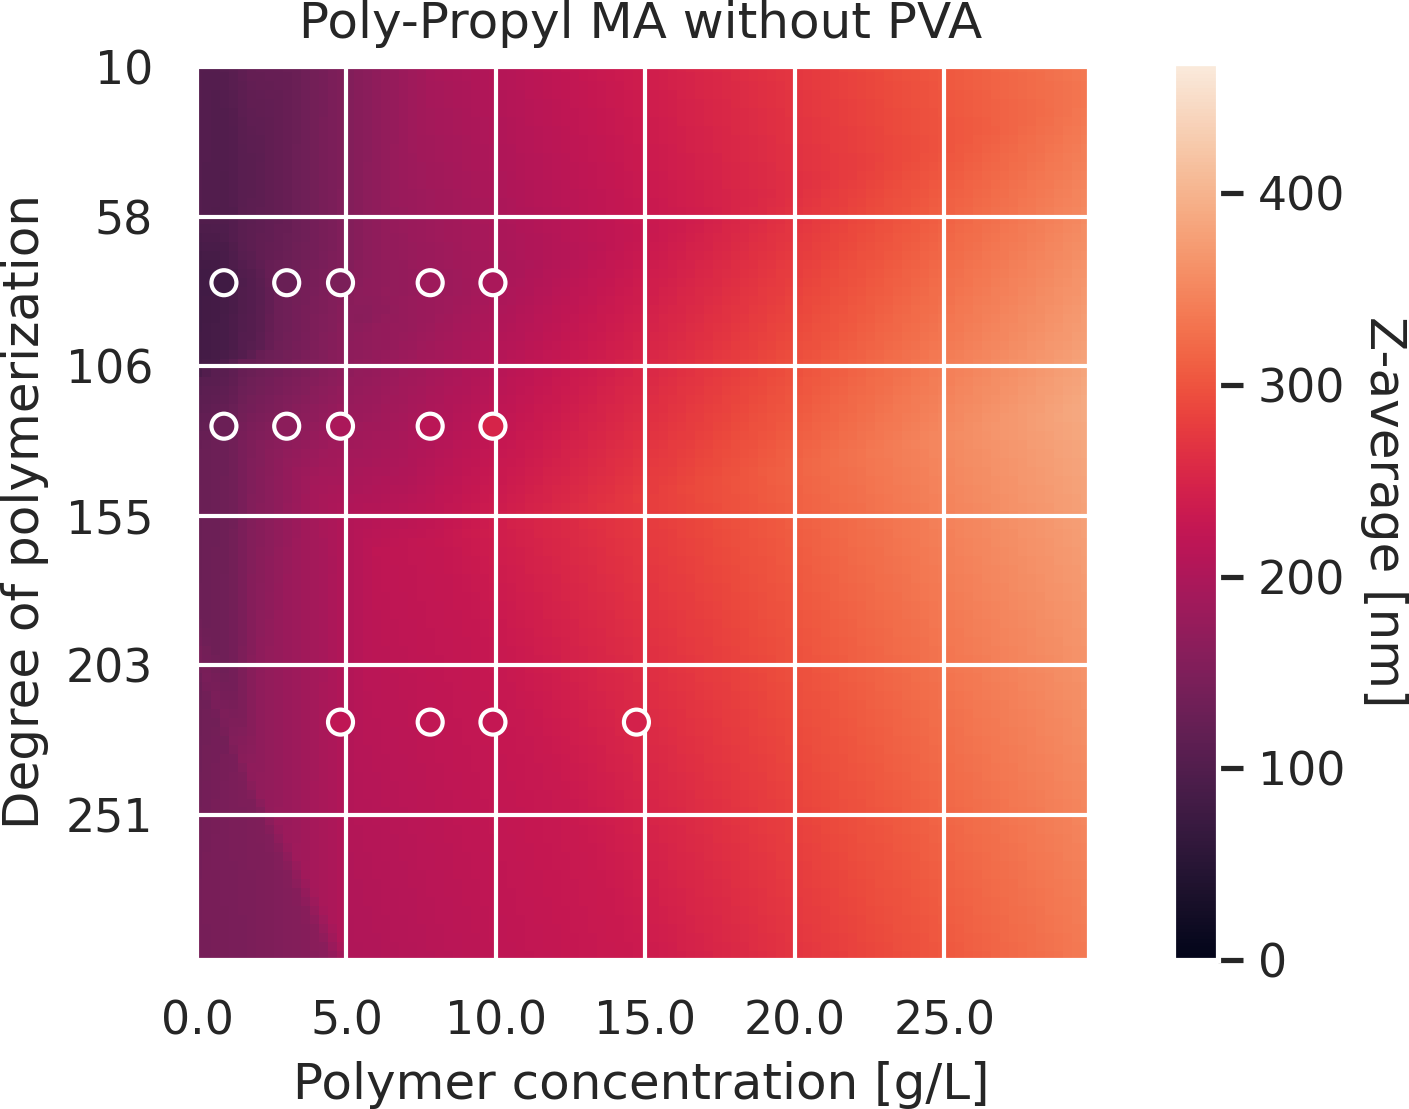 Poly-Propyl MA without PVA
Degree of polymerization
10
58
106
155
203
251
0.0 5.0 10.0 15.0 20.0 25.0
Polymer concentration [g/L]
400
300
200
100
0
Z-average [nm]